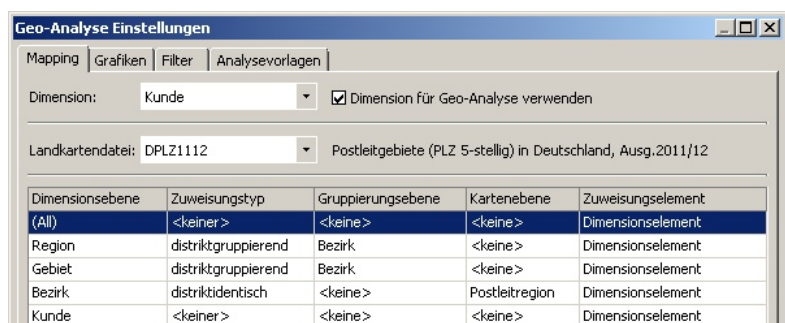 Geo-Analyse Einstellungen
Mapping Grafiken Filter Analysevorlagen
Dimension: Kunde Dimension für Geo-Analyse verwenden
Landkartendatei: DPLZ1112 Postleitgebiete (PLZ 5-stellig) in Deutschland, Ausg.2011/12
Dimensionsebene Zuweisungstyp Gruppierungsebene Kartenebene Zuweisungselement
(All) <keiner> <keine> <keine> Dimensionselement
Region distriktgruppierend Bezirk <keine> Dimensionselement
Gebiet distriktgruppierend Bezirk <keine> Dimensionselement
Bezirk distriktidentisch <keine> Postleitregion Dimensionselement
Kunde <keiner> <keine> <keine> Dimensionselement